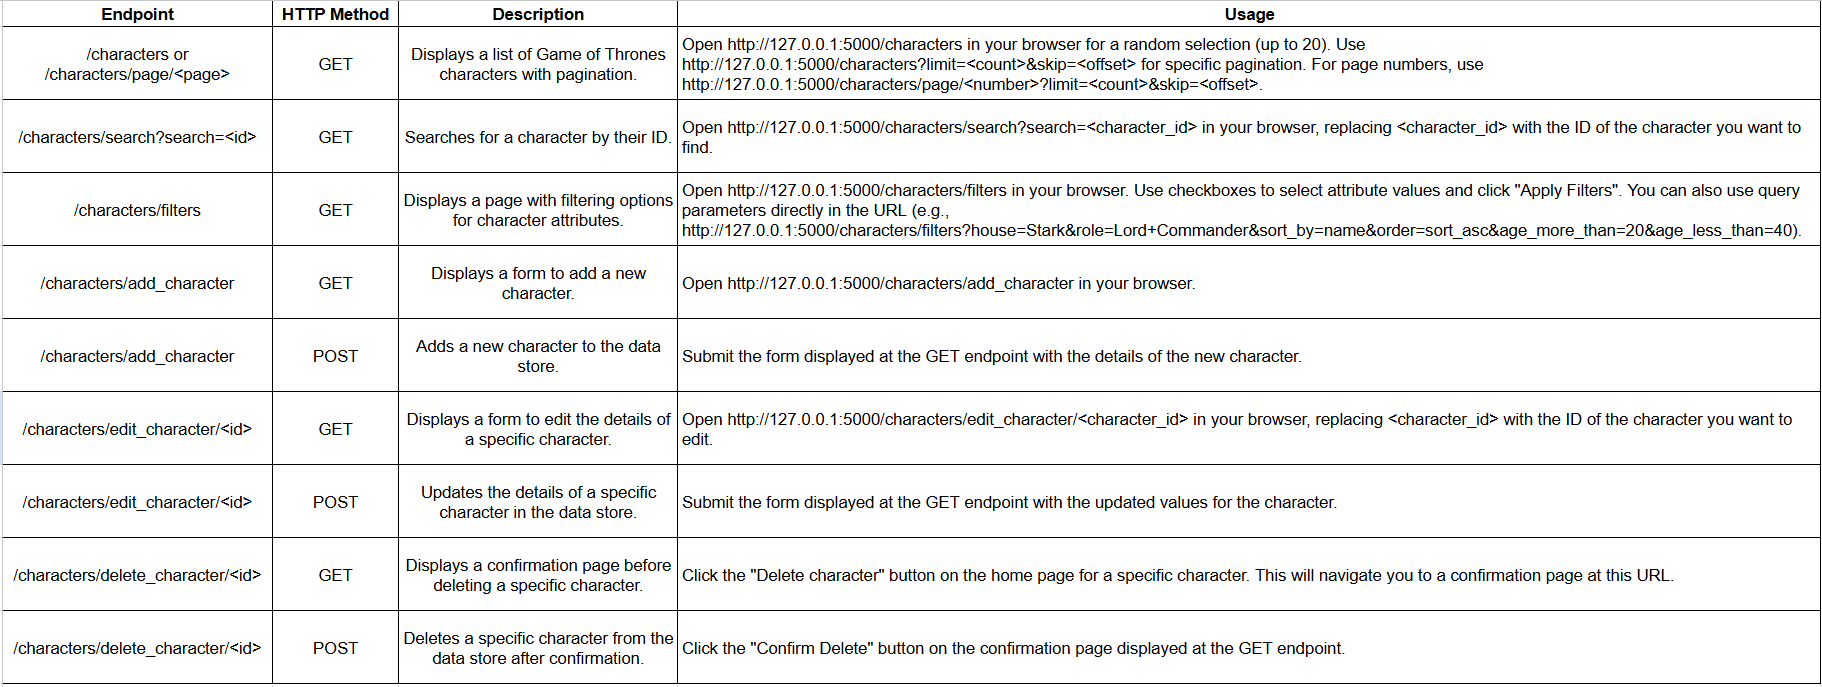 Endpoint HTTP Method Description Usage
/characters or
/characters/page/<page>
GET
Displays a list of Game of Thrones
characters with pagination.
Open http://127.0.0.1:5000/characters in your browser for a random selection (up to 20). Use
http://127.0.0.1:5000/characters?limit=<count>&skip=<offset> for specific pagination. For page numbers, use
http://127.0.0.1:5000/characters/page/<number>?limit=<count>&skip=<offset>.
/characters/search?search=<id>
GET
Searches for a character by their ID.
Open http://127.0.0.1:5000/characters/search?search=<character_id> in your browser, replacing <character_id> with the ID of the character you want to
find.
/characters/filters
GET
Displays a page with filtering options
for character attributes.
Open http://127.0.0.1:5000/characters/filters in your browser. Use checkboxes to select attribute values and click "Apply Filters". You can also use query
parameters directly in the URL (e.g.,
http://127.0.0.1:5000/characters/filters?house=Stark&role=Lord+Commander&sort_by=name&order=sort_asc&age_more_than=20&age_less_than=40).
/characters/add_character
GET
Displays a form to add a new
character.
Open http://127.0.0.1:5000/characters/add_character in your browser.
/characters/add_character
POST
Adds a new character to the data
store.
Submit the form displayed at the GET endpoint with the details of the new character.
/characters/edit_character/<id>
GET
Displays a form to edit the details of
a specific character.
Open http://127.0.0.1:5000/characters/edit_character/<character_id> in your browser, replacing <character_id> with the ID of the character you want to
edit.
/characters/edit_character/<id>
POST
Updates the details of a specific
character in the data store.
Submit the form displayed at the GET endpoint with the updated values for the character.
/characters/delete_character/<id>
GET
Displays a confirmation page before
deleting a specific character.
Click the "Delete character" button on the home page for a specific character. This will navigate you to a confirmation page at this URL.
/characters/delete_character/<id>
POST
Deletes a specific character from the
data store after confirmation.
Click the "Confirm Delete" button on the confirmation page displayed at the GET endpoint.